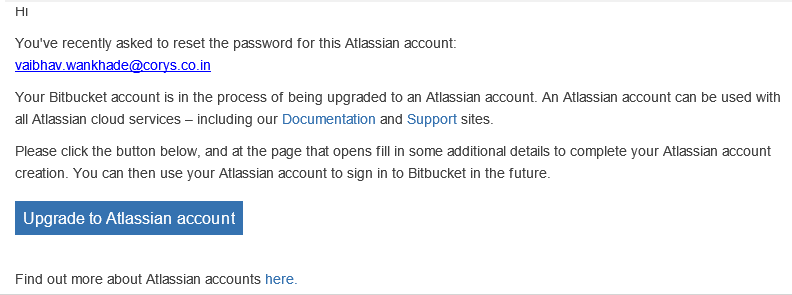 Hi
You've recently asked to reset the password for this Atlassian account:
vaibhav.wankhade@corys.co.in
Your Bitbucket account is in the process of being upgraded to an Atlassian account. An Atlassian account can be used with
all Atlassian cloud services – including our Documentation and Support sites.
Please click the button below, and at the page that opens fill in some additional details to complete your Atlassian account
creation. You can then use your Atlassian account to sign in to Bitbucket in the future.
Upgrade to Atlassian account
Find out more about Atlassian accounts here.